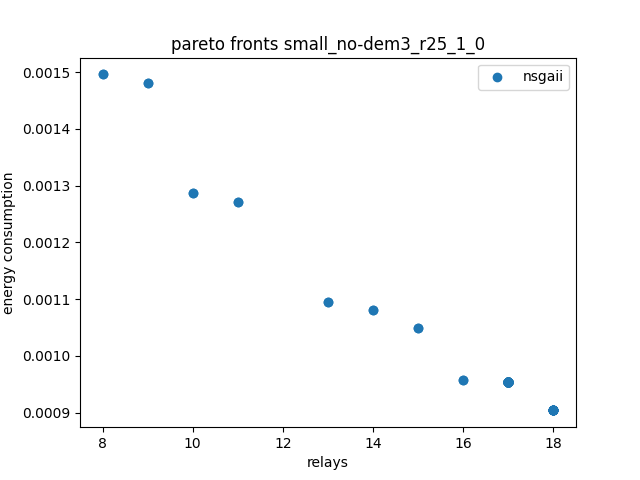 pareto fronts small_no-dem3_r25_1_0
nsgaii
0.0015
0.0014
0.0013
0.0012
0.0011
0.0010
0.0009
energy consumption
8 10 12 14 16 18
relays